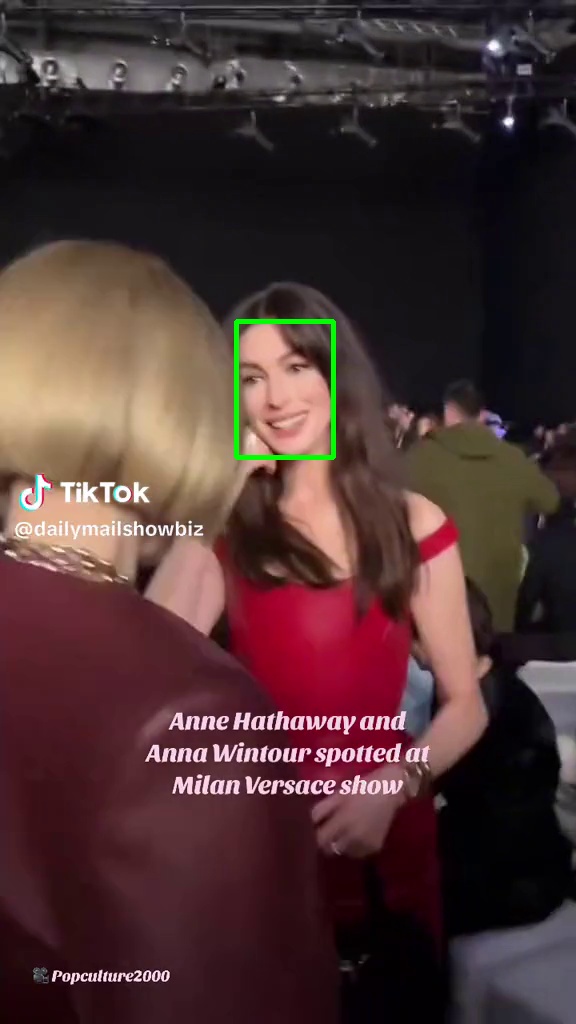 TikTok
@dailymailshowbiz
Anne Hathaway and
Anna Wintour spotted at
Milan Versace show
Popculture2000